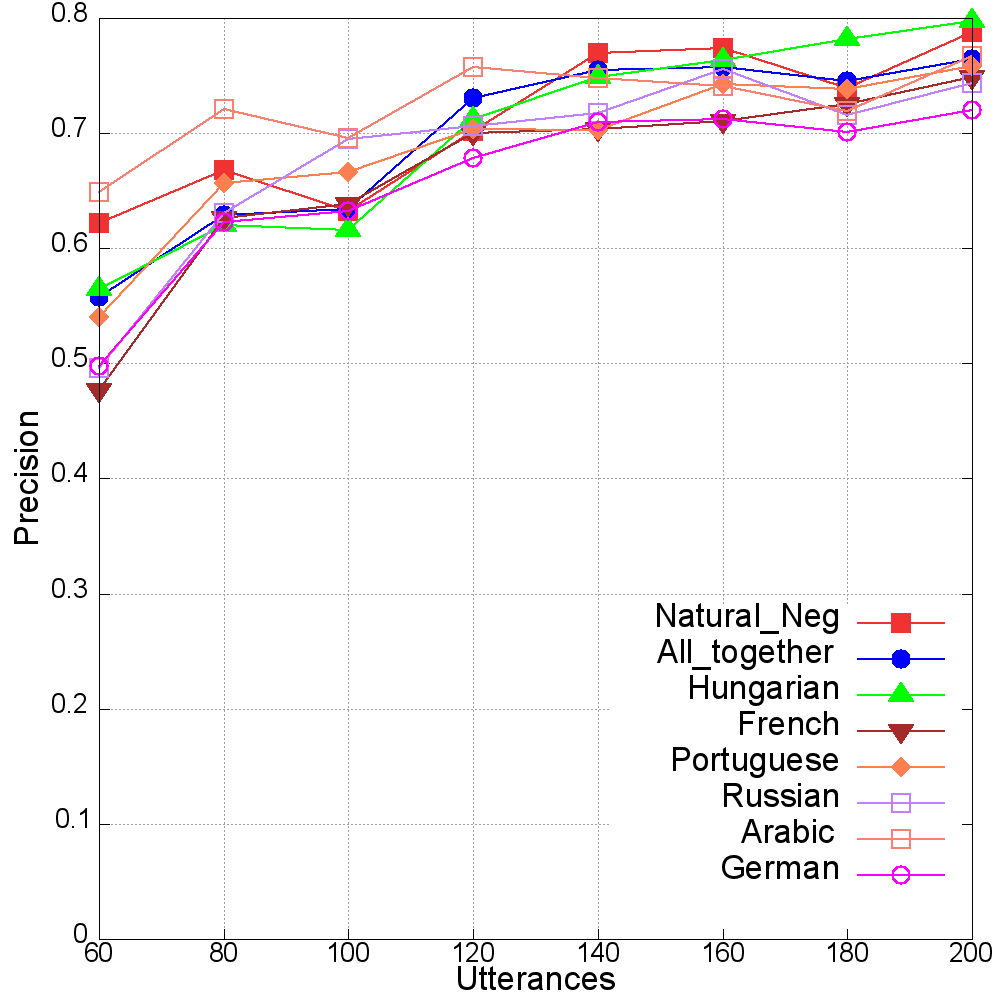 0.8
0.7
0.6
0.5
0.4
0.3
0.2
0.1
0
Precision
Natural_Neg
All_together
Hungarian
French
Portuguese
Russian
Arabic
German
60 80 100 120 140 160 180 200
Utterances